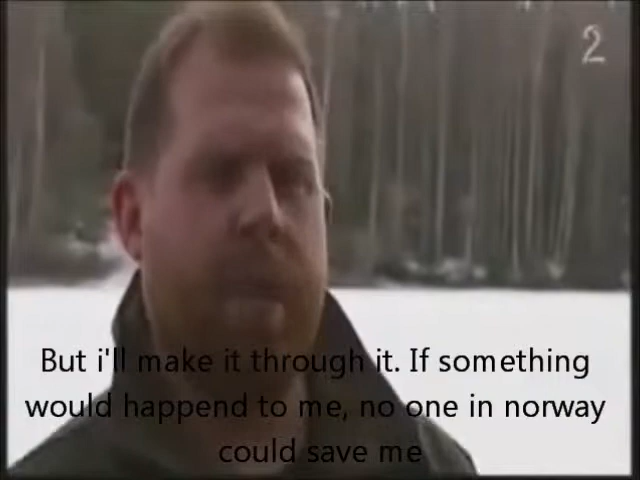 2
But i'll make it through it. If something
would happend to me, no one in norway
could save me